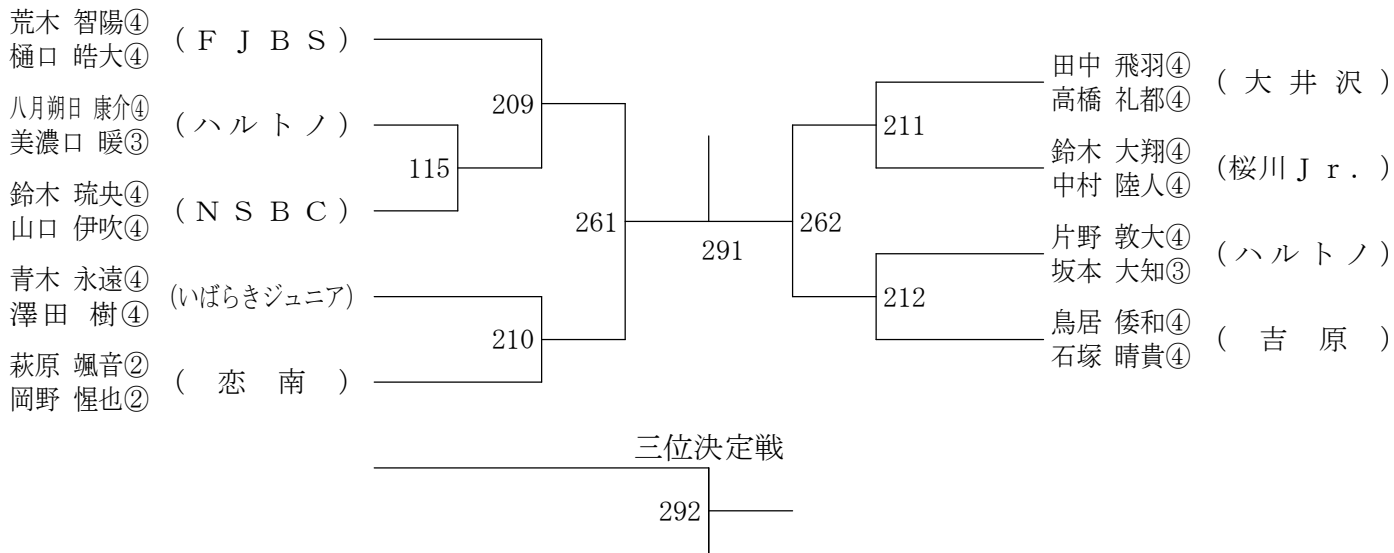 荒木 智陽④
樋口 皓大④
(ＦＪＢＳ)
八月朔日 康介④
美濃口 暖③
(ハルトノ)
鈴木 琉央④
山口 伊吹④
(ＮＳＢＣ)
青木 永遠④
澤田 樹④
(いばらきジュニア)
萩原 颯音②
岡野 惺也②
(恋南)
209
115
261
210
291
田中 飛羽④
高橋 礼都④
(大井沢)
鈴木 大翔④
中村 陸人④
(桜川Ｊｒ.)
片野 敦大④
坂本 大知③
(ハルトノ)
鳥居 倭和④
石塚 晴貴④
(吉原)
211
262
212
三位決定戦
292